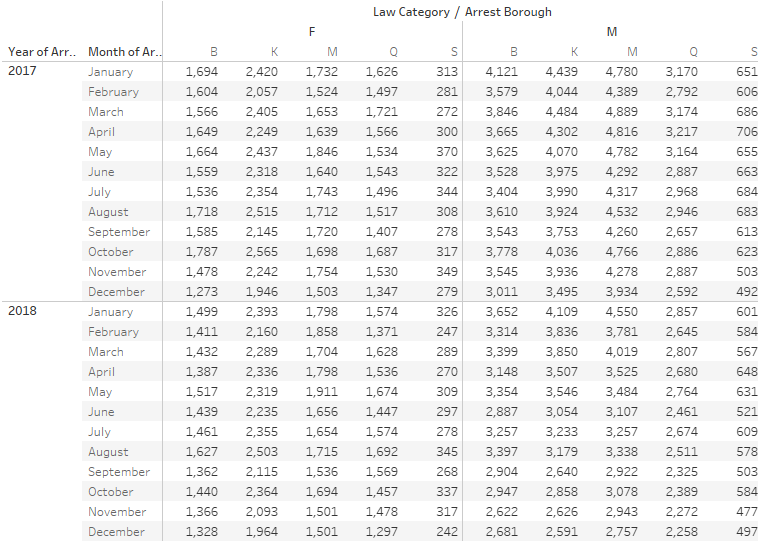 Law Category / Arrest Borough
F M
Year of Arr.. Month of Ar.. B K M Q S B K M Q S
2017 January 1,694 2,420 1,732 1,626 313 4,121 4,439 4,780 3,170 651
February 1,604 2,057 1,524 1,497 281 3,579 4,044 4,389 2,792 606
March 1,566 2,405 1,653 1,721 272 3,846 4,484 4,889 3,174 686
April 1,649 2,249 1,639 1,566 300 3,665 4,302 4,816 3,217 706
May 1,664 2,437 1,846 1,534 370 3,625 4,070 4,782 3,164 655
June 1,559 2,318 1,640 1,543 322 3,528 3,975 4,292 2,887 663
July 1,536 2,354 1,743 1,496 344 3,404 3,990 4,317 2,968 684
August 1,718 2,515 1,712 1,517 308 3,610 3,924 4,532 2,946 683
September 1,585 2,145 1,720 1,407 278 3,543 3,753 4,260 2,657 613
October 1,787 2,565 1,698 1,687 317 3,778 4,036 4,766 2,886 623
November 1,478 2,242 1,754 1,530 349 3,545 3,936 4,278 2,887 503
December 1,273 1,946 1,503 1,347 279 3,011 3,495 3,934 2,592 492
2018 January 1,499 2,393 1,798 1,574 326 3,652 4,109 4,550 2,857 601
February 1,411 2,160 1,858 1,371 247 3,314 3,836 3,781 2,645 584
March 1,432 2,289 1,704 1,628 289 3,399 3,850 4,019 2,807 567
April 1,387 2,336 1,798 1,536 270 3,148 3,507 3,525 2,680 648
May 1,517 2,319 1,911 1,674 309 3,354 3,546 3,484 2,764 631
June 1,439 2,235 1,656 1,447 297 2,887 3,054 3,107 2,461 521
July 1,461 2,355 1,654 1,574 278 3,257 3,233 3,257 2,674 609
August 1,627 2,503 1,715 1,692 345 3,397 3,179 3,338 2,511 578
September 1,362 2,115 1,536 1,569 268 2,904 2,640 2,922 2,325 503
October 1,440 2,364 1,694 1,457 337 2,947 2,858 3,078 2,389 584
November 1,366 2,093 1,501 1,478 317 2,622 2,626 2,943 2,272 477
December 1,328 1,964 1,501 1,297 242 2,681 2,591 2,757 2,258 497